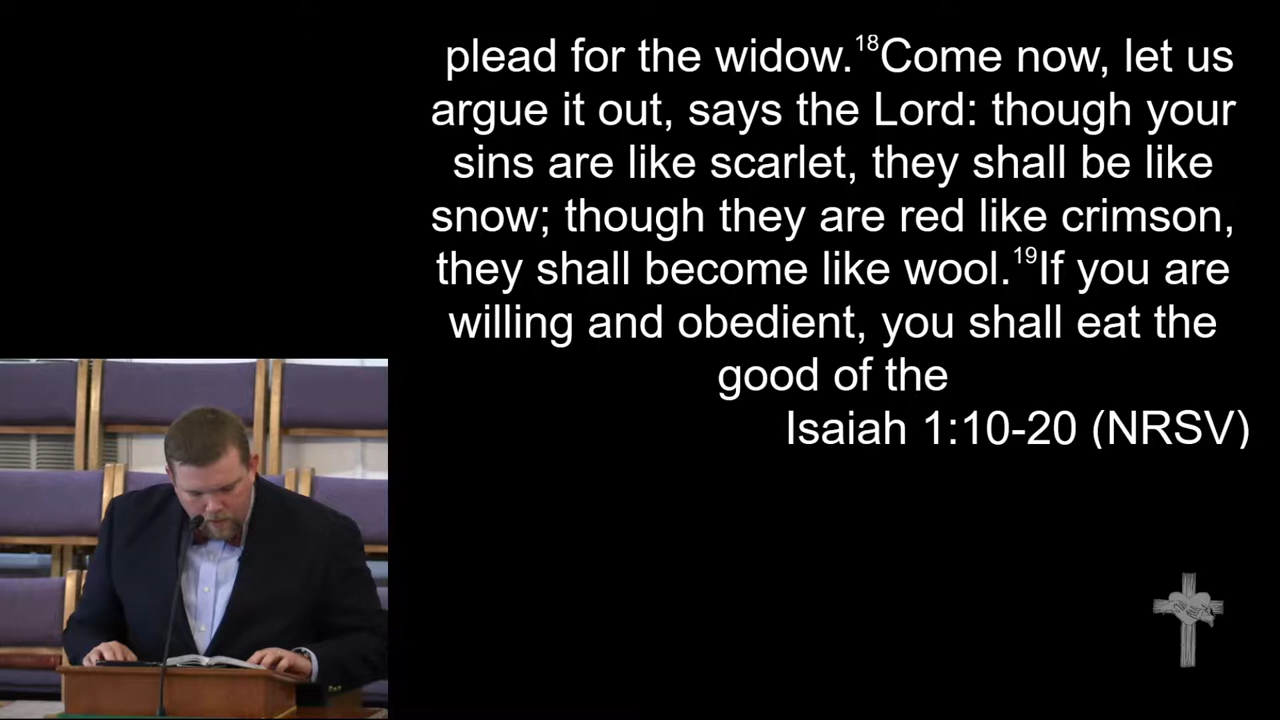 plead for the widow.¹⁸Come now, let us
argue it out, says the Lord: though your
sins are like scarlet, they shall be like
snow; though they are red like crimson,
they shall become like wool.¹⁹If you are
willing and obedient, you shall eat the
good of the
Isaiah 1:10-20 (NRSV)